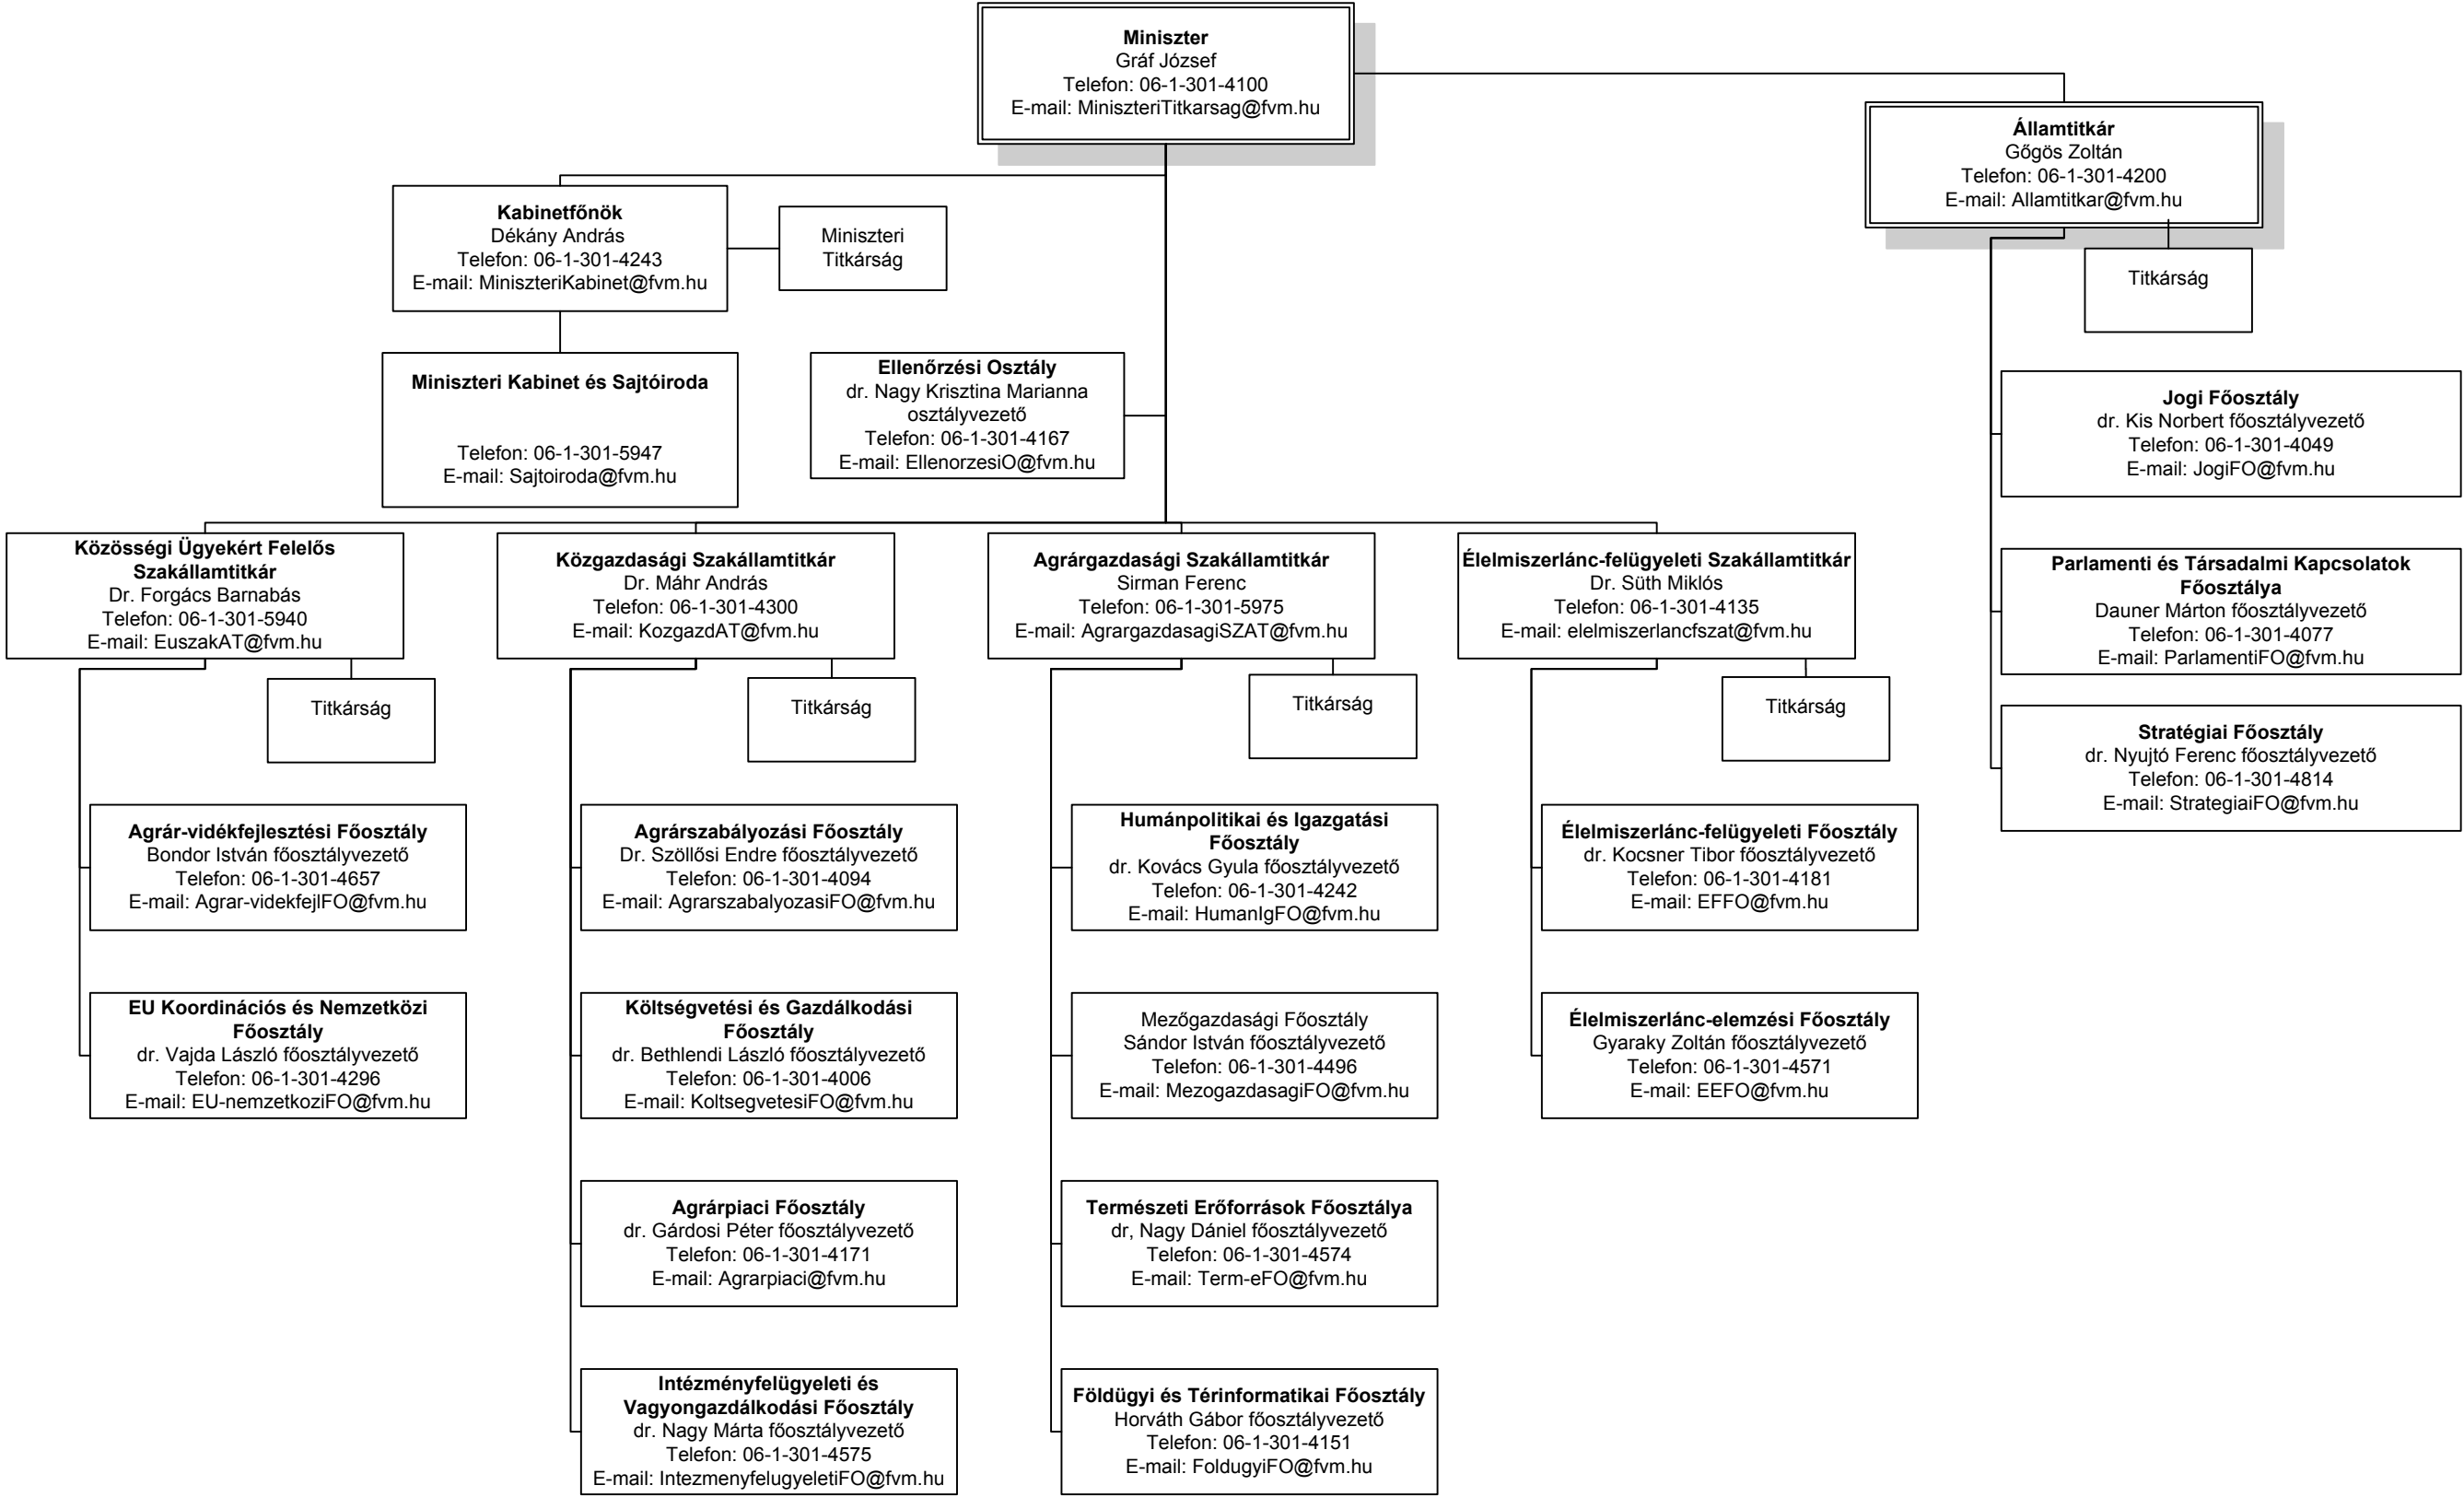 Miniszter
Gráf József
Telefon: 06-1-301-4100
E-mail: MiniszteriTitkarsag@fvm.hu
Államtitkár
Gőgös Zoltán
Telefon: 06-1-301-4200
E-mail: Allamtitkar@fvm.hu
Titkárság
Kabinetfőnök
Dékány András
Telefon: 06-1-301-4243
E-mail: MiniszteriKabinet@fvm.hu
Miniszteri
Titkárság
Miniszteri Kabinet és Sajtóiroda
Telefon: 06-1-301-5947
E-mail: Sajtoiroda@fvm.hu
Ellenőrzési Osztály
dr. Nagy Krisztina Marianna
osztályvezető
Telefon: 06-1-301-4167
E-mail: EllenorzesiO@fvm.hu
Jogi Főosztály
dr. Kis Norbert főosztályvezető
Telefon: 06-1-301-4049
E-mail: JogiFO@fvm.hu
Parlamenti és Társadalmi Kapcsolatok
Főosztálya
Dauner Márton főosztályvezető
Telefon: 06-1-301-4077
E-mail: ParlamentiFO@fvm.hu
Stratégiai Főosztály
dr. Nyujtó Ferenc főosztályvezető
Telefon: 06-1-301-4814
E-mail: StrategiaiFO@fvm.hu
Közösségi Ügyekért Felelős
Szakállamtitkár
Dr. Forgács Barnabás
Telefon: 06-1-301-5940
E-mail: EuszakAT@fvm.hu
Titkárság
Agrár-vidékfejlesztési Főosztály
Bondor István főosztályvezető
Telefon: 06-1-301-4657
E-mail: Agrar-videkfejlFO@fvm.hu
EU Koordinációs és Nemzetközi
Főosztály
dr. Vajda László főosztályvezető
Telefon: 06-1-301-4296
E-mail: EU-nemzetkoziFO@fvm.hu
Közgazdasági Szakállamtitkár
Dr. Máhr András
Telefon: 06-1-301-4300
E-mail: KozgazdAT@fvm.hu
Titkárság
Agrárszabályozási Főosztály
Dr. Szöllősi Endre főosztályvezető
Telefon: 06-1-301-4094
E-mail: AgrarszabalyozasiFO@fvm.hu
Költségvetési és Gazdálkodási
Főosztály
dr. Bethlendi László főosztályvezető
Telefon: 06-1-301-4006
E-mail: KoltsegvetesiFO@fvm.hu
Agrárpiaci Főosztály
dr. Gárdosi Péter főosztályvezető
Telefon: 06-1-301-4171
E-mail: Agrarpiaci@fvm.hu
Intézményfelügyeleti és
Vagyongazdálkodási Főosztály
dr. Nagy Márta főosztályvezető
Telefon: 06-1-301-4575
E-mail: IntezmenyfelugyeletiFO@fvm.hu
Agrárgazdasági Szakállamtitkár
Sirman Ferenc
Telefon: 06-1-301-5975
E-mail: AgrargazdasagiSZAT@fvm.hu
Titkárság
Humánpolitikai és Igazgatási
Főosztály
dr. Kovács Gyula főosztályvezető
Telefon: 06-1-301-4242
E-mail: HumanIgFO@fvm.hu
Mezőgazdasági Főosztály
Sándor István főosztályvezető
Telefon: 06-1-301-4496
E-mail: MezogazdasagiFO@fvm.hu
Természeti Erőforrások Főosztálya
dr, Nagy Dániel főosztályvezető
Telefon: 06-1-301-4574
E-mail: Term-eFO@fvm.hu
Földügyi és Térinformatikai Főosztály
Horváth Gábor főosztályvezető
Telefon: 06-1-301-4151
E-mail: FoldugyiFO@fvm.hu
Élelmiszerlánc-felügyeleti Szakállamtitkár
Dr. Süth Miklós
Telefon: 06-1-301-4135
E-mail: elelmiszerlancfszat@fvm.hu
Titkárság
Élelmiszerlánc-felügyeleti Főosztály
dr. Kocsner Tibor főosztályvezető
Telefon: 06-1-301-4181
E-mail: EFFO@fvm.hu
Élelmiszerlánc-elemzési Főosztály
Gyaraky Zoltán főosztályvezető
Telefon: 06-1-301-4571
E-mail: EEFO@fvm.hu